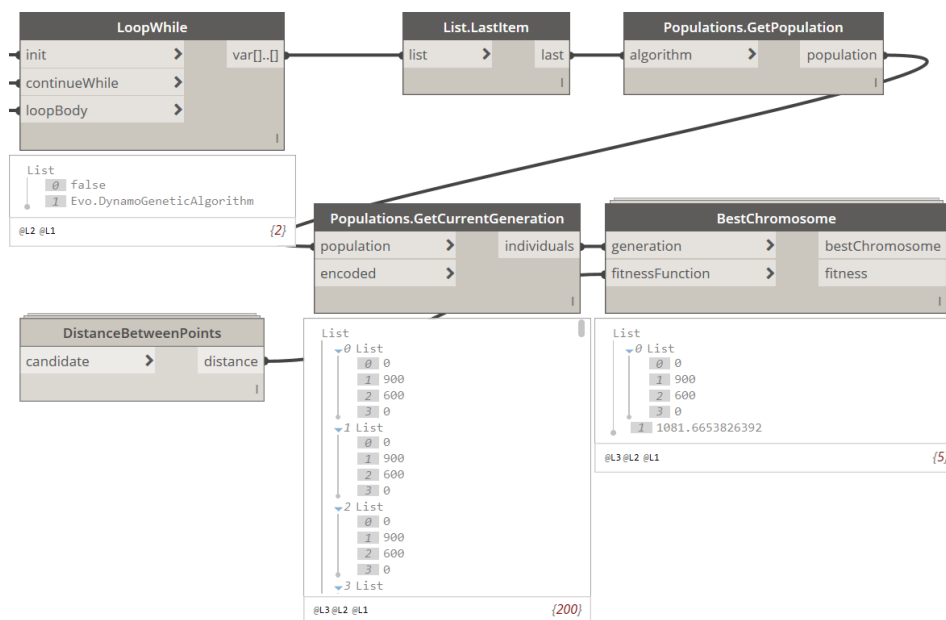 LoopWhile
init > var[]..[]
continueWhile >
loopBody >
l
List
0 false
1 Evo.DynamoGeneticAlgorithm
@L2 @L1 {2}
List.LastItem
list > last
l
Populations.GetPopulation
algorithm > population
l
Populations.GetCurrentGeneration
population > individuals
encoded >
l
BestChromosome
generation > bestChromosome
fitnessFunction > fitness
l
DistanceBetweenPoints
candidate > distance
l
List
0 List
0 0
1 900
2 600
3 0
1 List
0 0
1 900
2 600
3 0
2 List
0 0
1 900
2 600
3 0
3 List
@L3 @L2 @L1 {200}
List
0 List
0 0
1 900
2 600
3 0
1 1081.6653826392
@L3 @L2 @L1 {5}